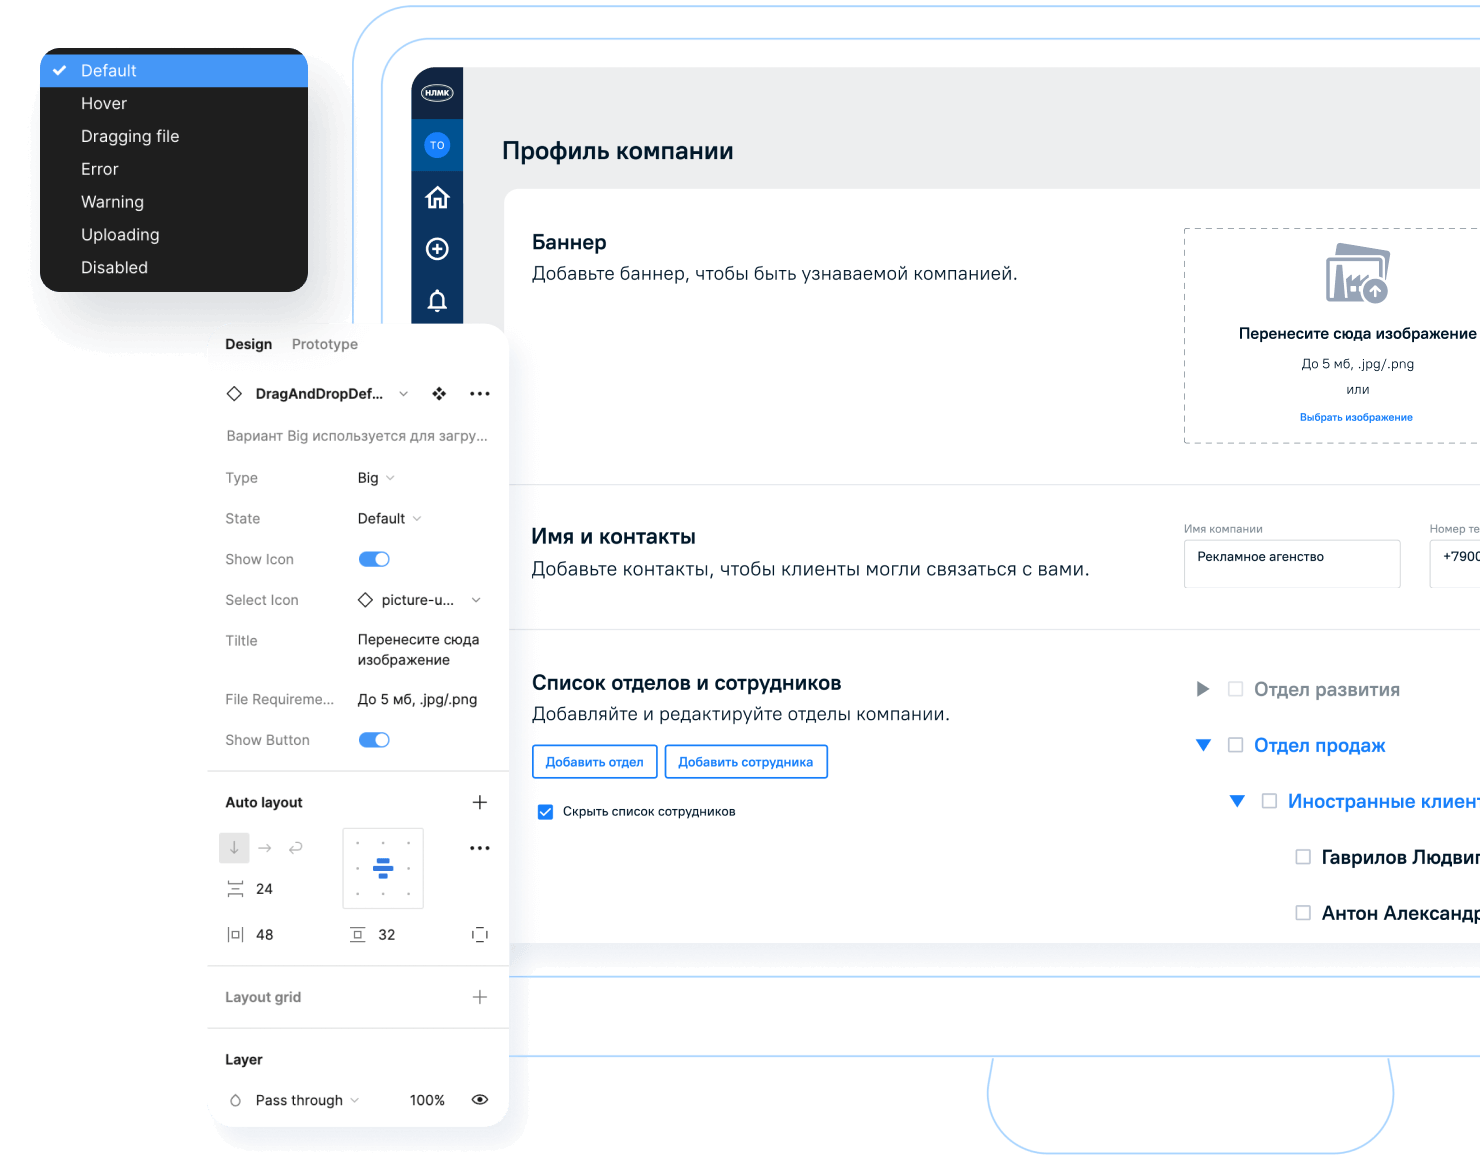 Default
Hover
Dragging file
Error
Warning
Uploading
Disabled
НЛМК
ТО
Профиль компании
Баннер
Добавьте баннер, чтобы быть узнаваемой компанией.
Перенесите сюда изображение
До 5 мб, .jpg/.png
или
Выбрать изображение
Имя и контакты
Добавьте контакты, чтобы клиенты могли связаться с вами.
Имя компании
Рекламное агенство
Номер те
+7900
Список отделов и сотрудников
Добавляйте и редактируйте отделы компании.
Добавить отдел
Добавить сотрудника
Скрыть список сотрудников
Отдел развития
Отдел продаж
Иностранные клиент
Гаврилов Людвиг
Антон Александр
Design Prototype
DragAndDropDef...
Вариант Big используется для загру...
Type Big
State Default
Show Icon
Select Icon picture-u...
Tiltle Перенесите сюда
изображение
File Requireme... До 5 мб, .jpg/.png
Show Button
Auto layout
24
48 32
Layout grid
Layer
Pass through 100%